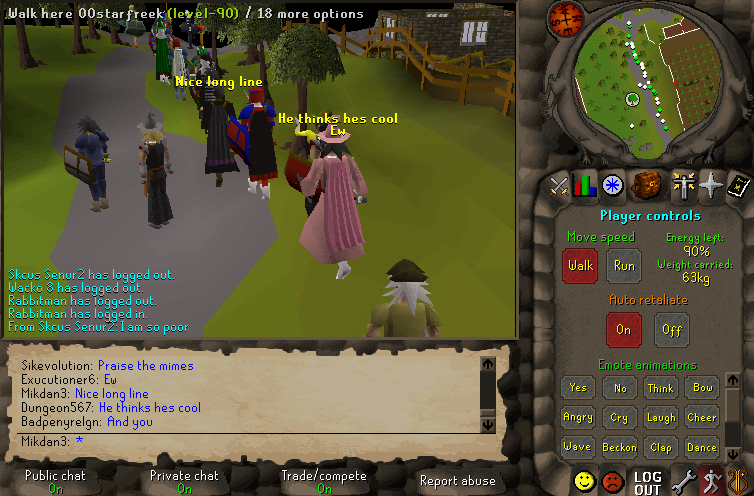 Walk here 00starfreek (level-90) / 18 more options
Nice long line
He thinks hes cool
Ew
Skcus Senur2 has logged out.
Wacko 8 has logged out.
Rabbitman has logged out.
Rabbitman has logged in.
From Skcus Senur2: I am so poor
Sikevolution: Praise the mimes
Exucutioner6: Ew
Mikdan3: Nice long line
Dungeon567: He thinks hes cool
Badpenyreign: And you
Mikdan3: *
Public chat
On
Private chat
On
Trade/compete
On
Report abuse
Player controls
Move speed
Walk
Run
Energy left:
90%
Weight carried:
63kg
Auto retaliate
On
Off
Emote animations
Yes
No
Think
Bow
Angry
Cry
Laugh
Cheer
Wave
Beckon
Clap
Dance
LOG
OUT